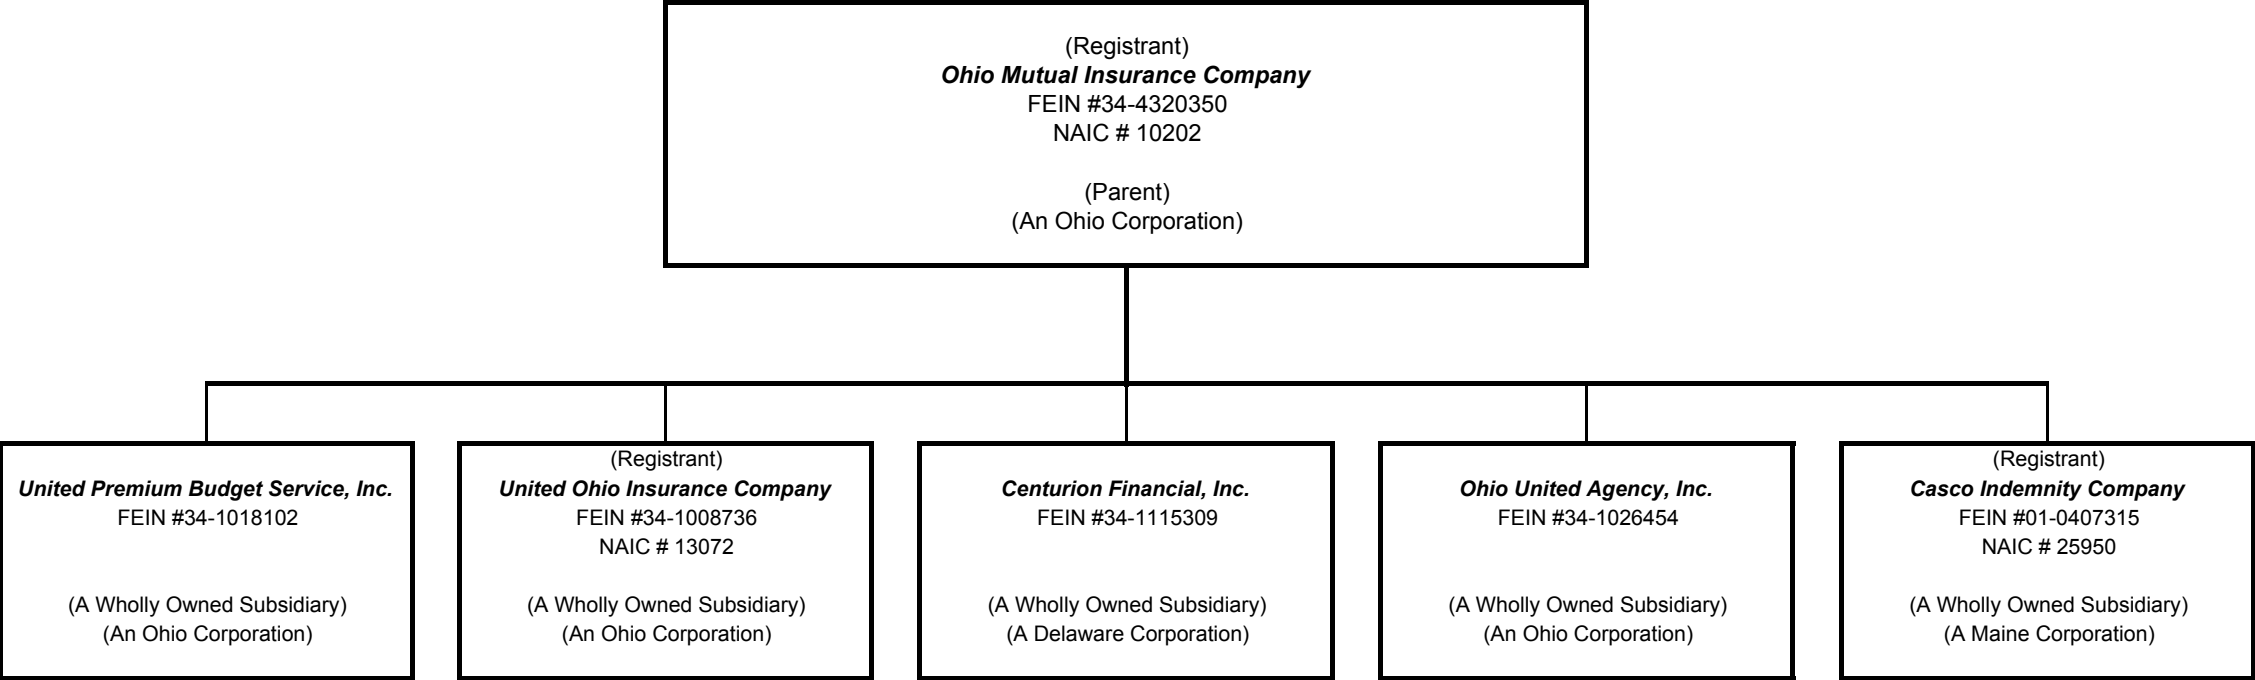 (Registrant)
Ohio Mutual Insurance Company
FEIN #34-4320350
NAIC # 10202
(Parent)
(An Ohio Corporation)
United Premium Budget Service, Inc.
FEIN #34-1018102
(A Wholly Owned Subsidiary)
(An Ohio Corporation)
(Registrant)
United Ohio Insurance Company
FEIN #34-1008736
NAIC # 13072
(A Wholly Owned Subsidiary)
(An Ohio Corporation)
Centurion Financial, Inc.
FEIN #34-1115309
(A Wholly Owned Subsidiary)
(A Delaware Corporation)
Ohio United Agency, Inc.
FEIN #34-1026454
(A Wholly Owned Subsidiary)
(An Ohio Corporation)
(Registrant)
Casco Indemnity Company
FEIN #01-0407315
NAIC # 25950
(A Wholly Owned Subsidiary)
(A Maine Corporation)